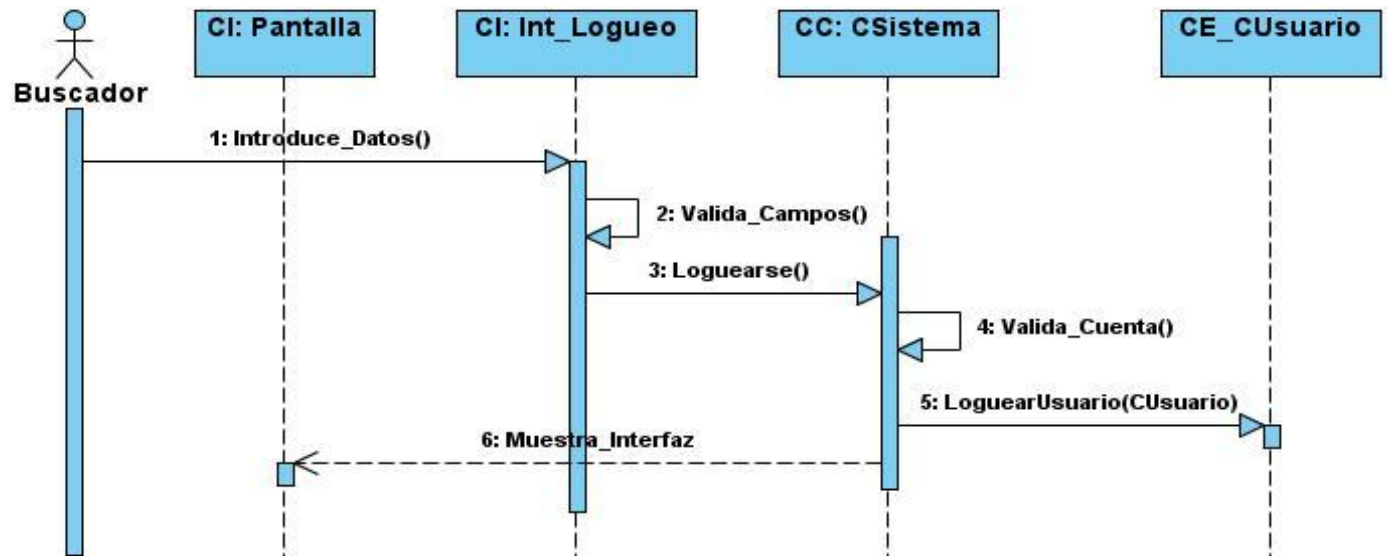 CI: Pantalla
CI: Int_Logueo
CC: CSistema
CE_CUsuario
Buscador
1: Introduce_Datos()
2: Valida_Campos()
3: Loguearse()
4: Valida_Cuenta()
5: LoguearUsuario(CUsuario)
6: Muestra_Interfaz